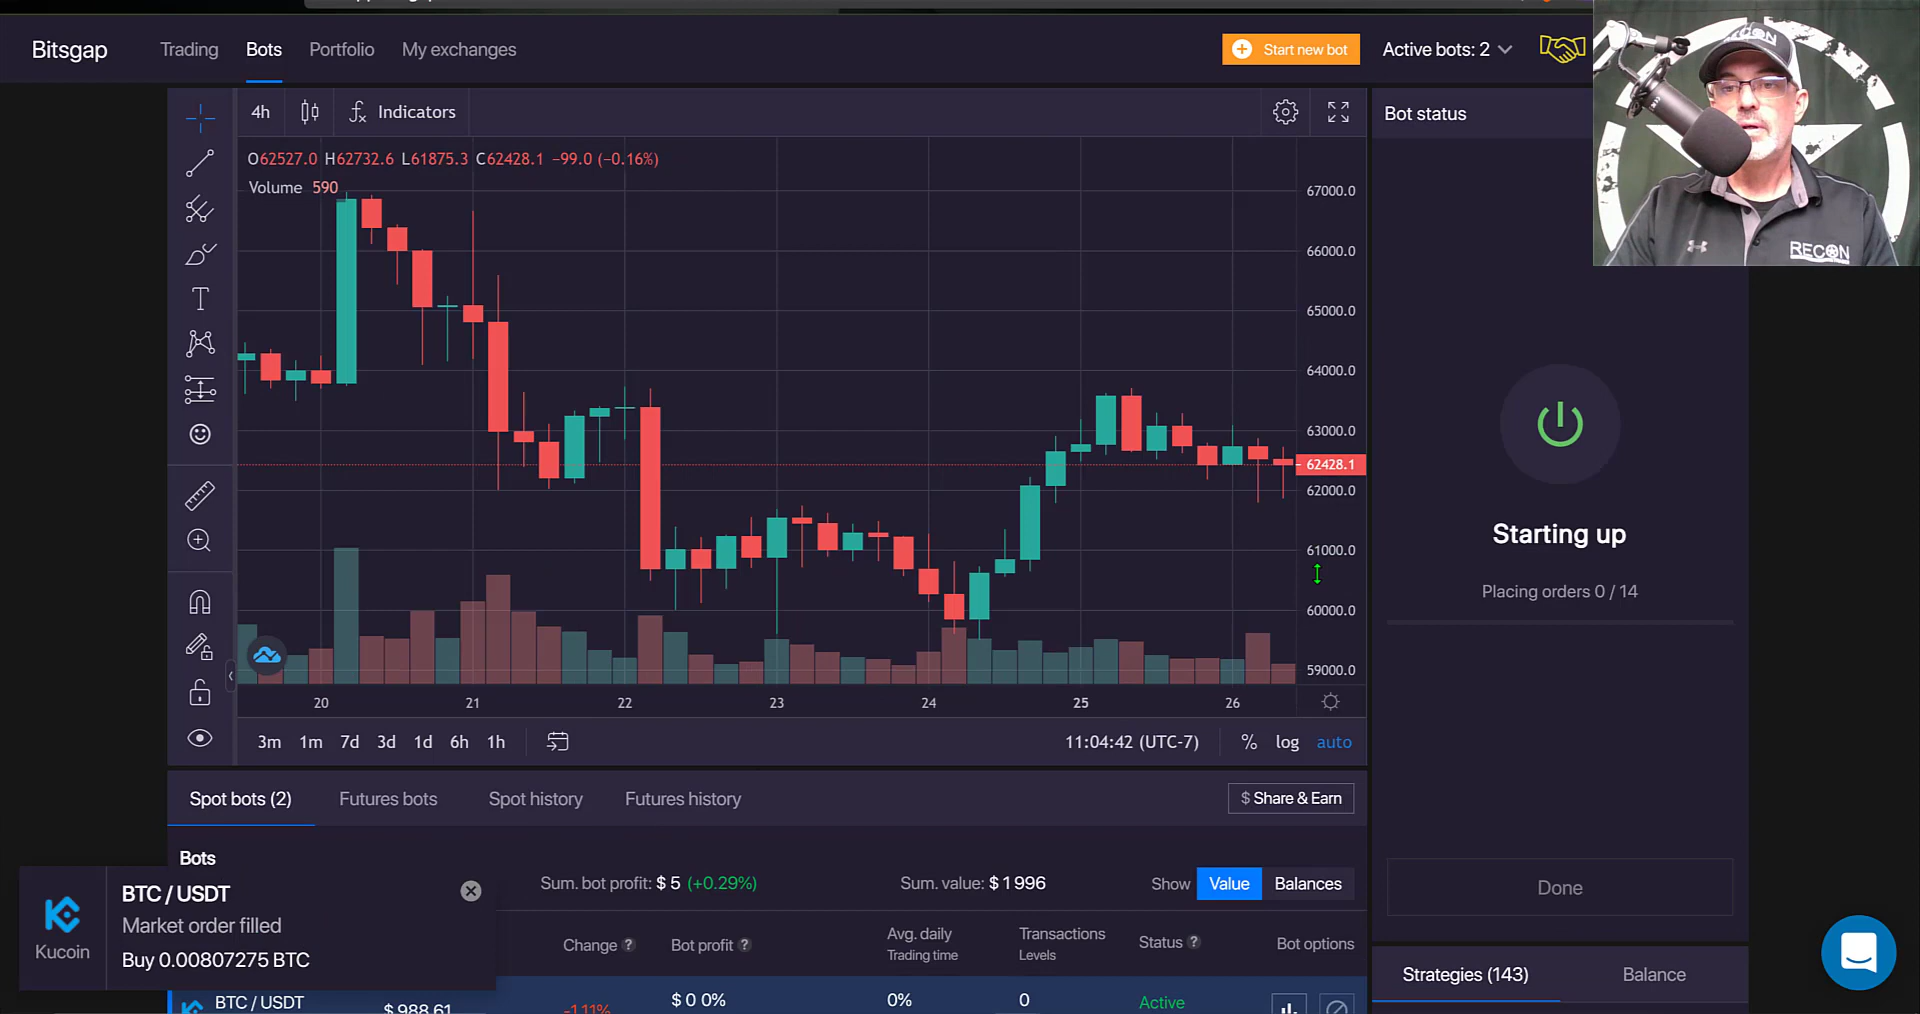 Bitsgap
Trading
Bots
Portfolio
My exchanges
Start new bot
Active bots: 2
RECON
RECON
4h
Indicators
Bot status
O62527.0 H62732.6 L61875.3 C62428.1 −99.0 (−0.16%)
Volume 590
67000.0
66000.0
65000.0
64000.0
63000.0
62428.1
62000.0
61000.0
60000.0
59000.0
Starting up
Placing orders 0 / 14
20 21 22 23 24 25 26
3m 1m 7d 3d 1d 6h 1h
11:04:42 (UTC-7)
% log auto
Spot bots (2)
Futures bots
Spot history
Futures history
$ Share & Earn
Bots
Sum. bot profit: $ 5 (+0.29%)
Sum. value: $ 1 996
Show Value Balances
Done
Kucoin
BTC / USDT
Market order filled
Buy 0.00807275 BTC
Change ?
Bot profit ?
Avg. daily
Trading time
Transactions
Levels
Status ?
Bot options
BTC / USDT
$ 988.61
-1.11%
$ 0 0%
0%
0
Active
Strategies (143)
Balance